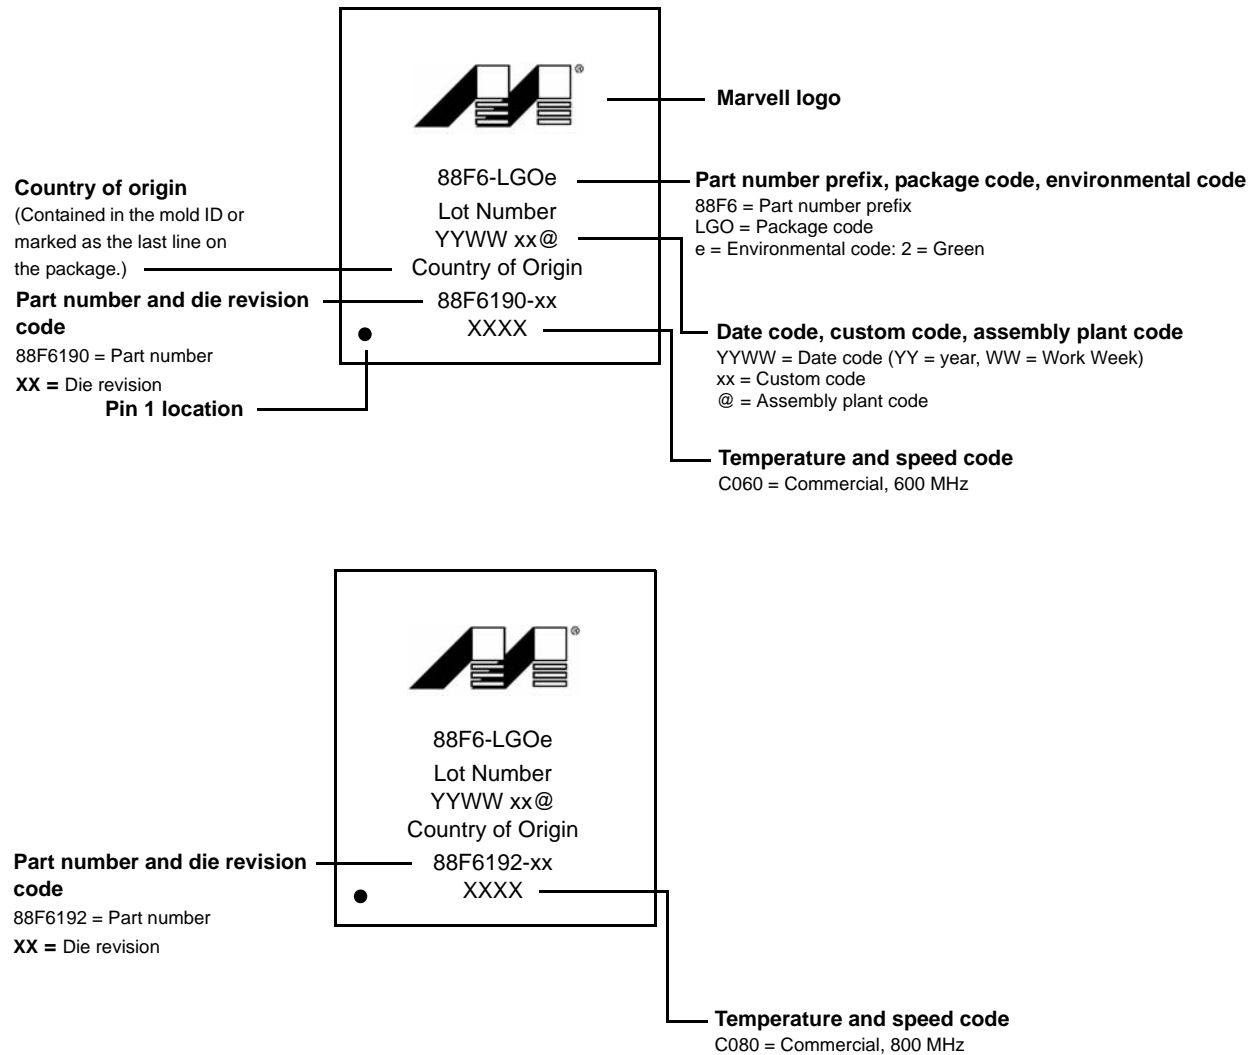 ®
Marvell logo
88F6-LGOe
Lot Number
YYWW xx@
Country of Origin
88F6190-xx
XXXX
Country of origin
(Contained in the mold ID or
marked as the last line on
the package.)
Part number and die revision
code
88F6190 = Part number
XX = Die revision
Pin 1 location
Part number prefix, package code, environmental code
88F6 = Part number prefix
LGO = Package code
e = Environmental code: 2 = Green
Date code, custom code, assembly plant code
YYWW = Date code (YY = year, WW = Work Week)
xx = Custom code
@ = Assembly plant code
Temperature and speed code
C060 = Commercial, 600 MHz
®
88F6-LGOe
Lot Number
YYWW xx@
Country of Origin
88F6192-xx
XXXX
Part number and die revision
code
88F6192 = Part number
XX = Die revision
Temperature and speed code
C080 = Commercial, 800 MHz